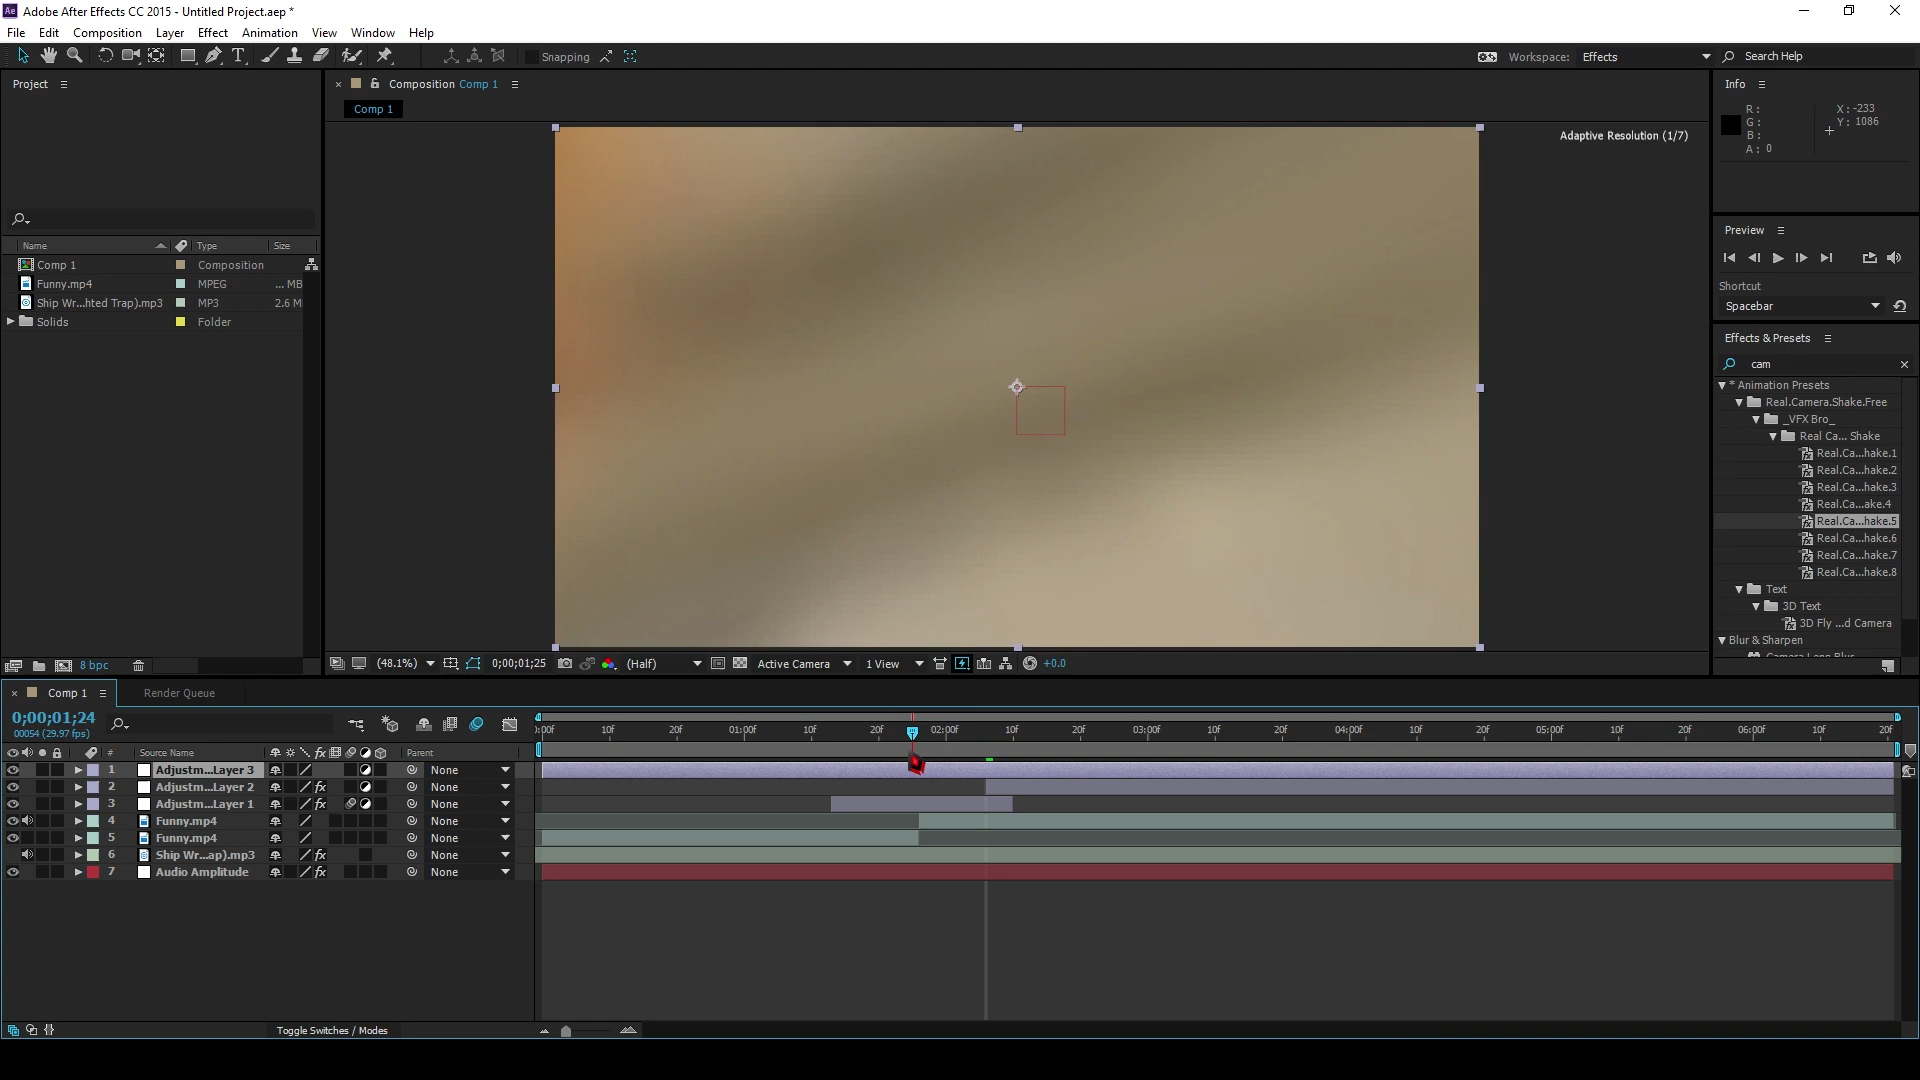 Ae Adobe After Effects CC 2015 - Untitled Project.aep *
File Edit Composition Layer Effect Animation View Window Help
Snapping
Workspace: Effects
Search Help
Project
Name Type Size
Comp 1 Composition
Funny.mp4 MPEG ... MB
Ship Wr...hted Trap).mp3 MP3 2.6 M
Solids Folder
8 bpc
Composition Comp 1
Comp 1
Adaptive Resolution (1/7)
(48.1%) 0;00;01;25 (Half) Active Camera 1 View +0.0
Info
R: X: -233
G: Y: 1086
B:
A: 0
Preview
Shortcut
Spacebar
Effects & Presets
cam
* Animation Presets
Real.Camera.Shake.Free
_VFX Bro_
Real Ca... Shake
Real.Ca...hake.1
Real.Ca...hake.2
Real.Ca...hake.3
Real.Ca...ake.4
Real.Ca...hake.5
Real.Ca...hake.6
Real.Ca...hake.7
Real.Ca...hake.8
Text
3D Text
3D Fly ...d Camera
Blur & Sharpen
Camera Lens Blur
Comp 1 Render Queue
0;00;01;24
00054 (29.97 fps)
:00f 10f 20f 01:00f 10f 20f 02:00f 10f 20f 03:00f 10f 20f 04:00f 10f 20f 05:00f 10f 20f 06:00f 10f 20f
# Source Name fx Parent
1 Adjustm...Layer 3 None
2 Adjustm...Layer 2 fx None
3 Adjustm...Layer 1 fx None
4 Funny.mp4 None
5 Funny.mp4 None
6 Ship Wr...ap).mp3 fx None
7 Audio Amplitude fx None
Toggle Switches / Modes